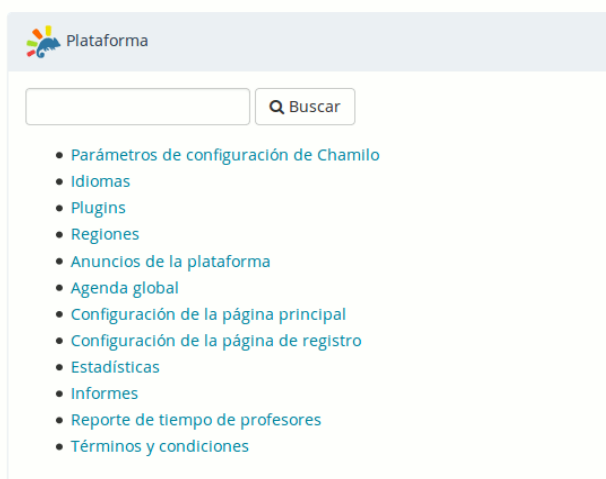 Plataforma
Buscar
Parámetros de configuración de Chamilo
Idiomas
Plugins
Regiones
Anuncios de la plataforma
Agenda global
Configuración de la página principal
Configuración de la página de registro
Estadísticas
Informes
Reporte de tiempo de profesores
Términos y condiciones